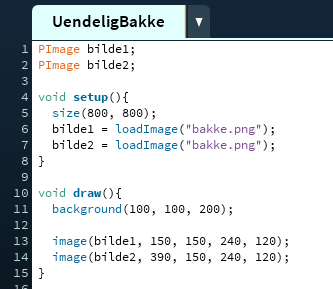 UendeligBakke ▼
1 PImage bilde1;
2 PImage bilde2;
3
4 void setup(){
5   size(800, 800);
6   bilde1 = loadImage("bakke.png");
7   bilde2 = loadImage("bakke.png");
8 }
9
10 void draw(){
11   background(100, 100, 200);
12
13   image(bilde1, 150, 150, 240, 120);
14   image(bilde2, 390, 150, 240, 120);
15 }